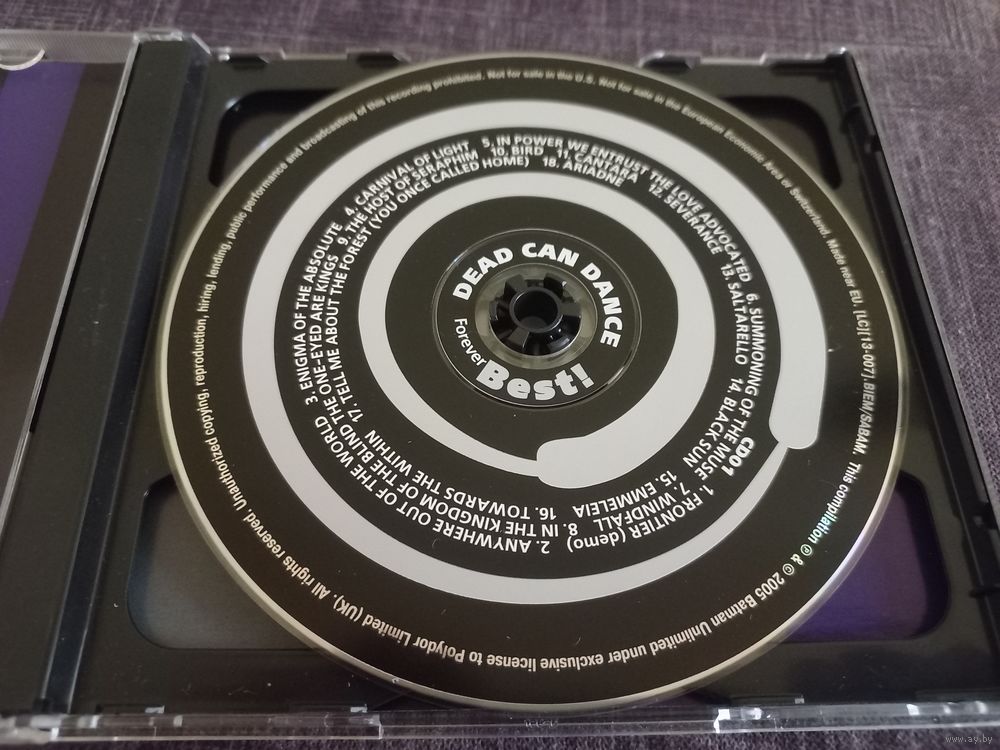 DEAD CAN DANCE
Forever
Best!
CD01
1. FRONTIER (demo) 2. ANYWHERE OUT OF THE WORLD 3. ENIGMA OF THE ABSOLUTE 4. CARNIVAL OF LIGHT 5. IN POWER WE ENTRUST THE LOVE ADVOCATED 6. SUMMONING OF THE MUSE
7. WINDFALL 8. IN THE KINGDOM OF THE BLIND THE ONE-EYED ARE KINGS 9. THE HOST OF SERAPHIM 10. BIRD 11. CANTARA 12. SEVERANCE 13. SALTARELLO 14. BLACK SUN
15. EMMELEIA 16. TOWARDS THE WITHIN 17. TELL ME ABOUT THE FOREST (YOU ONCE CALLED HOME) 18. ARIADNE
This compilation ℗ & © 2005 Batman Unlimited under exclusive license to Polydor Limited (UK). All rights reserved. Unauthorized copying, reproduction, hiring, lending, public performance and broadcasting of this recording prohibited. Not for sale in the U.S. Not for sale in the European Economic Area or Switzerland. Made near EU. [LC][13-007].BIEM/SABAM.
www.ay.by